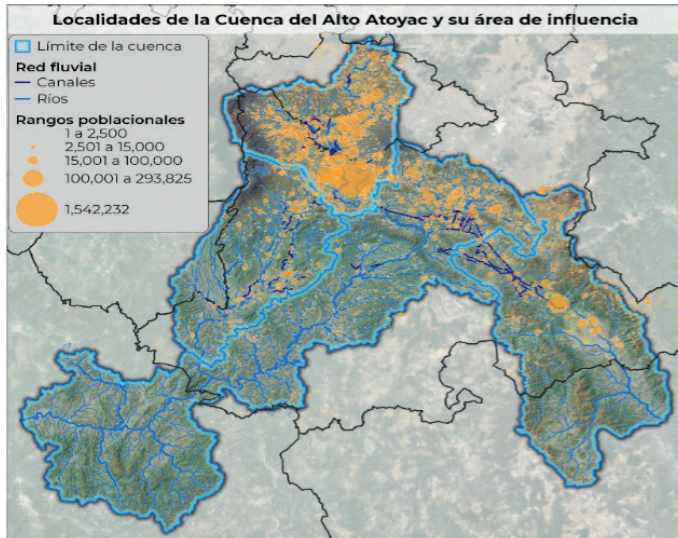 Localidades de la Cuenca del Alto Atoyac y su área de influencia
Límite de la cuenca
Red fluvial
Canales
Ríos
Rangos poblacionales
1 a 2,500
2,501 a 15,000
15,001 a 100,000
100,001 a 293,825
1,542,232